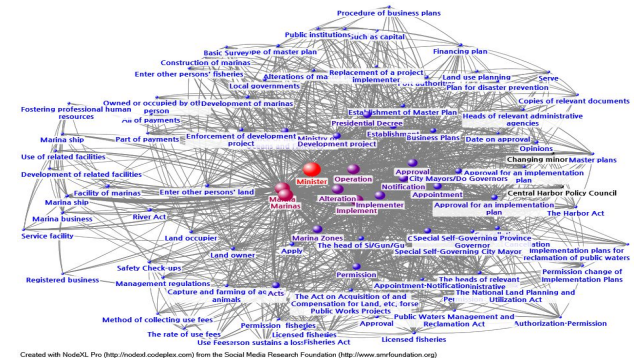 Procedure of business plans
Public institutions
such as capital
Basic Survey
pe of master plan
Financing plan
Construction of marinas
Enter other persons' fisheries
Alterations of ma
Replacement of a project
implementer
Land use planning
Serve
Local governments
Plan for disaster prevention
Owned or occupied by oth
Development of marinas
Copies of relevant documents
Fostering professional human
resources
person
Establishment of Master Plan
Heads of relevant administrative
agencies
Presidential Decree
Marina ship
Part of payments
Enforcement of development
project
Establishment
Business Plans
Date on approval
Development project
Opinions
Use of related facilities
Approval
Changing minor
Master plans
Development of related facilities
Minister
Operation
City Mayors/Do Governors
Approval for an implementation
plan
Notification
Facility of marinas
Enter other persons' land
Alteration
Appointment
Central Harbor Policy Council
Marina ship
Marinas
Implementer
Implement
Approval for an implementation
plan
Marina business
River Act
The Harbor Act
Service facility
Land occupier
Marina Zones
The head of Si/Gun/Gu
Special Self-Governing Province
Governor
Land owner
Apply
Special Self-Governing City Mayor
Implementation plans for
reclamation of public waters
Safety Check-ups
Permission
Permission change of
Implementation Plans
Registered business
Management regulations
Appointment-Notification
The heads of relevant
Capture and farming of aq
Acts
animals
The Act on Acquisition and
Compensation for Land, etc, forse
Public Works Projects
The National Land Planning and
Utilization Act
Method of collecting use fees
Permission
fisheries
Approval
Public Waters Management and
Reclamation Act
Authorization-Permission
The rate of use fees
Licensed fisheries
Licensed fisheries
Use Fees
Fisheries Act
Created with NodeXL Pro (http://nodexl.codeplex.com) from the Social Media Research Foundation (http://www.smrfoundation.org)